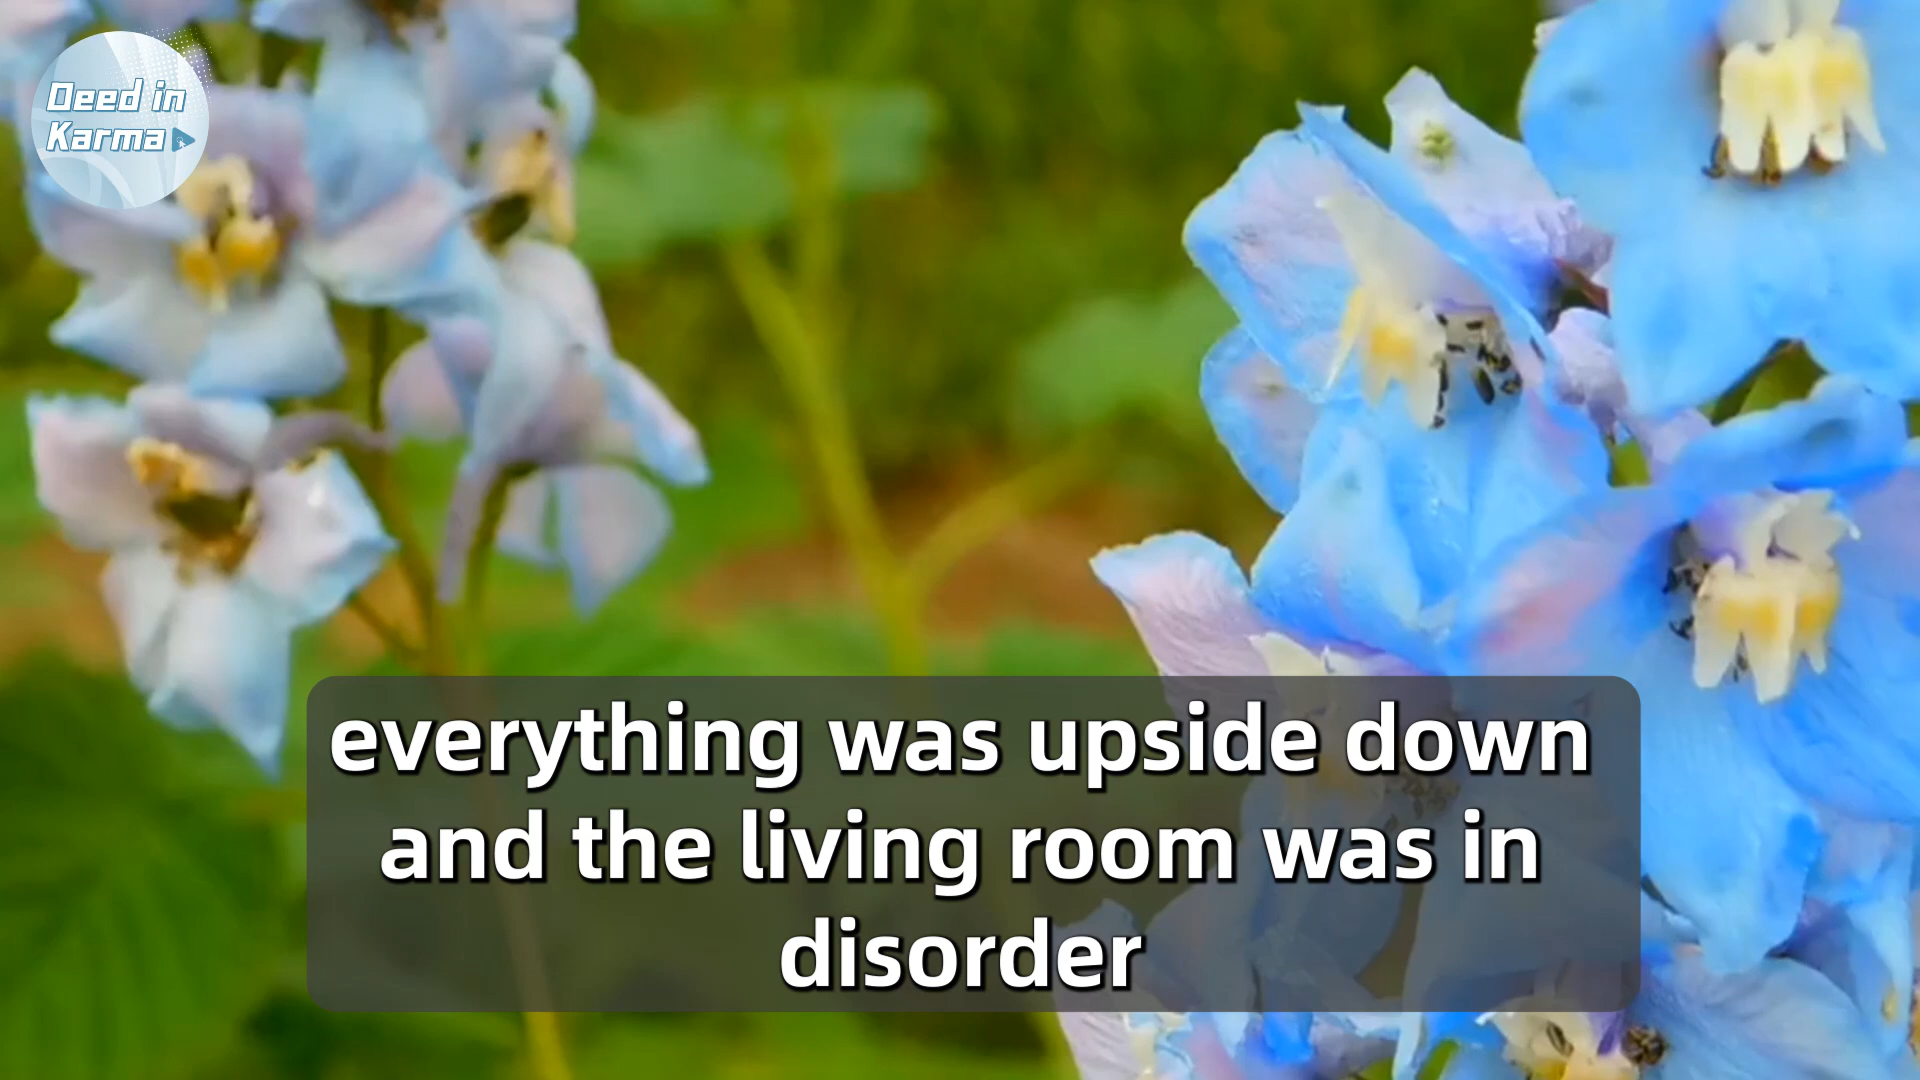 Deed in
Karma
everything was upside down
and the living room was in
disorder